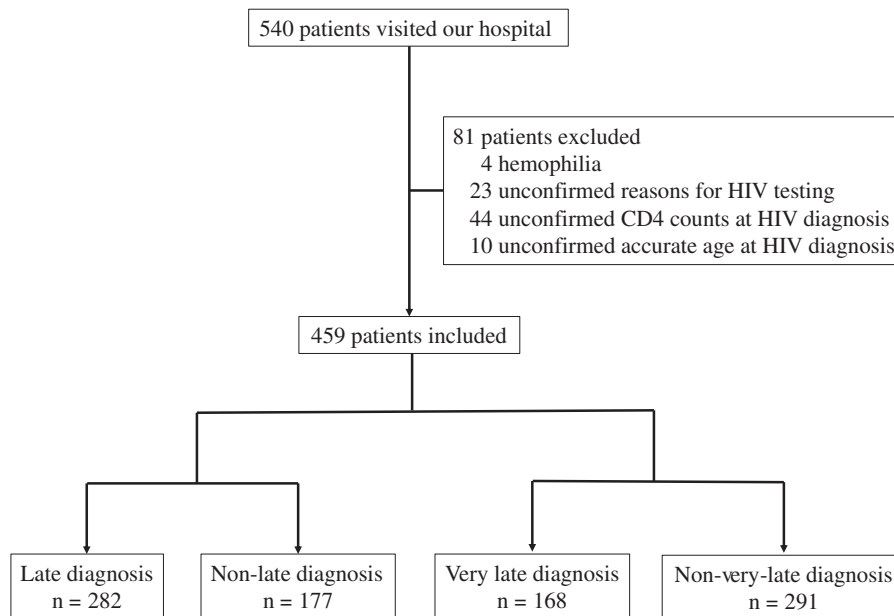 540 patients visited our hospital
81 patients excluded
4 hemophilia
23 unconfirmed reasons for HIV testing
44 unconfirmed CD4 counts at HIV diagnosis
10 unconfirmed accurate age at HIV diagnosis
459 patients included
Late diagnosis
n = 282
Non-late diagnosis
n = 177
Very late diagnosis
n = 168
Non-very-late diagnosis
n = 291